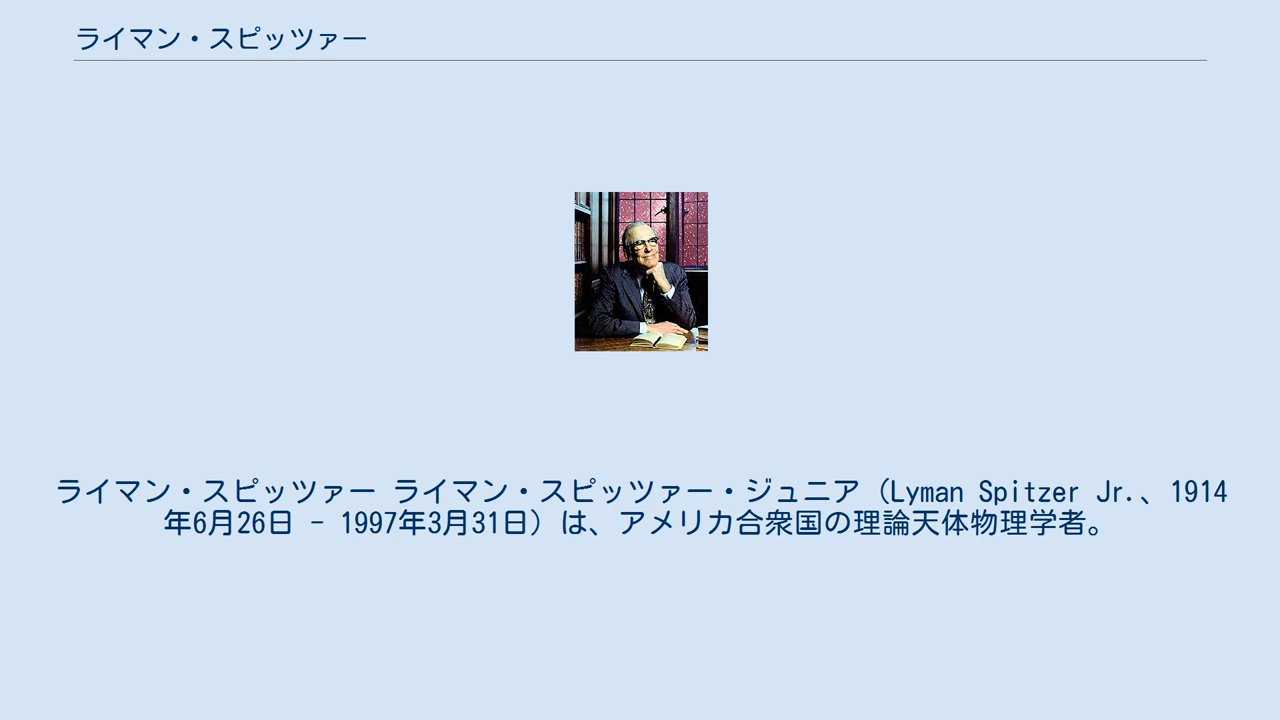 ライマン・スピッツァー
ライマン・スピッツァー ライマン・スピッツァー・ジュニア（Lyman Spitzer Jr.、1914
年6月26日 - 1997年3月31日）は、アメリカ合衆国の理論天体物理学者。